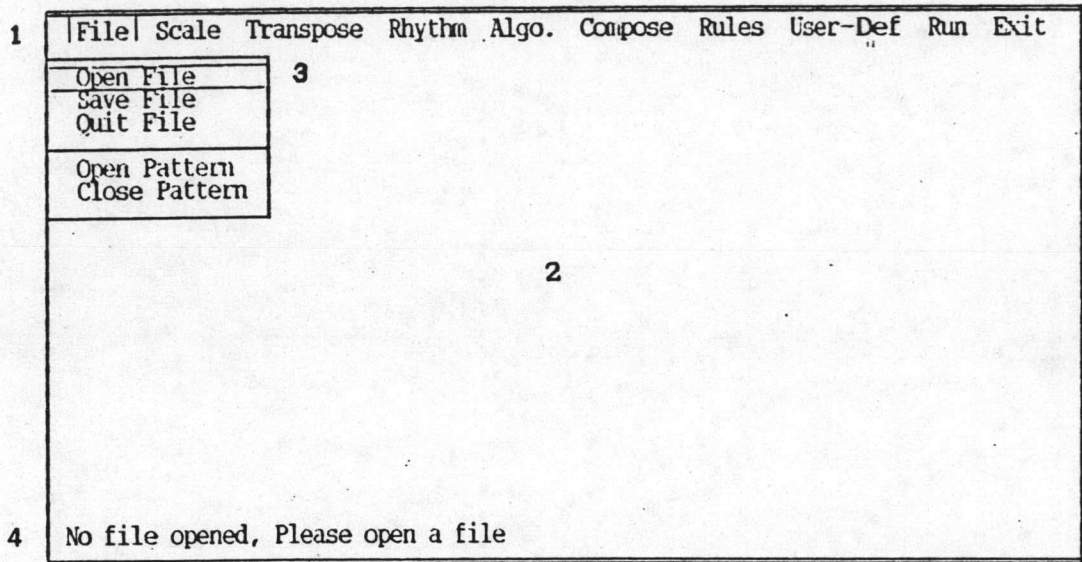 1 File Scale Transpose Rhythm Algo. Compose Rules User-Def Run Exit
Open File 3
Save File
Quit File
Open Pattern
Close Pattern
2
4 No file opened, Please open a file